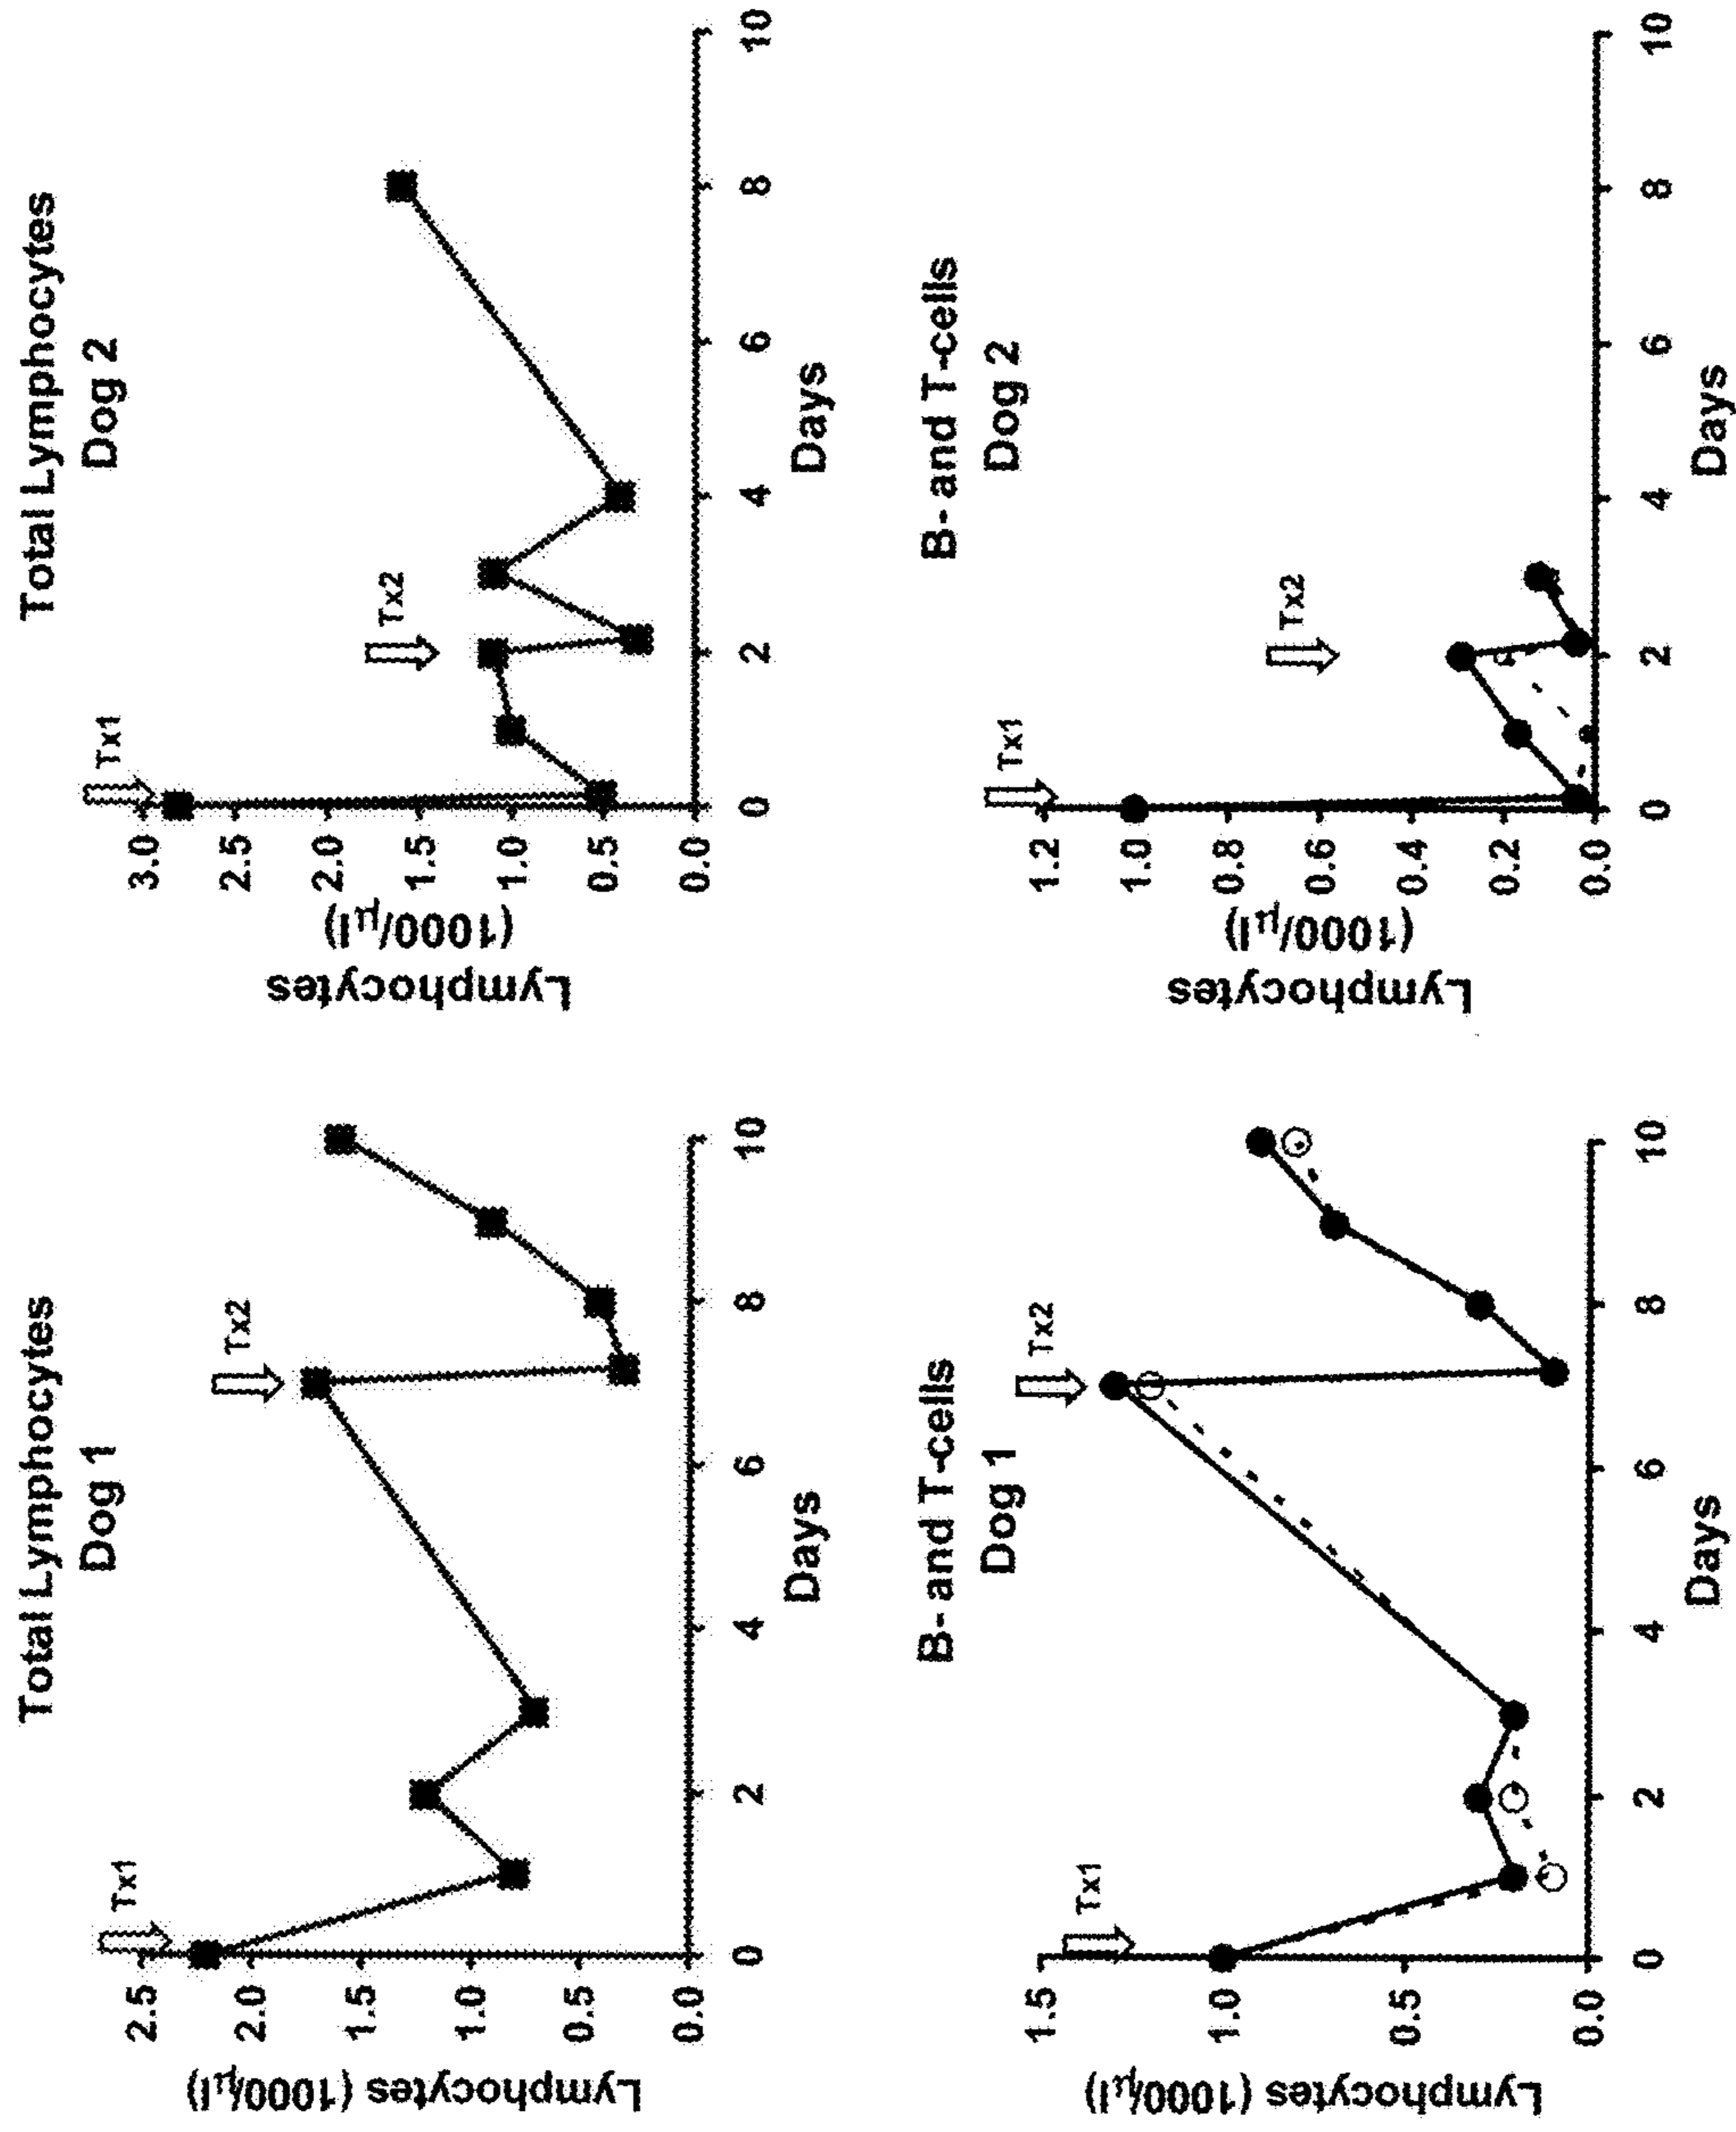 Total Lymphocytes
Dog 1
Lymphocytes (1000/μl)
2.5
2.0
1.5
1.0
0.5
0.0
Tx1
Tx2
0 2 4 6 8 10
Days
Total Lymphocytes
Dog 2
Lymphocytes
(1000/μl)
3.0
2.5
2.0
1.5
1.0
0.5
0.0
Tx1
Tx2
0 2 4 6 8 10
Days
B- and T-cells
Dog 1
Lymphocytes (1000/μl)
1.5
1.0
0.5
0.0
Tx1
Tx2
0 2 4 6 8 10
Days
B- and T-cells
Dog 2
Lymphocytes
(1000/μl)
1.2
1.0
0.8
0.6
0.4
0.2
0.0
Tx1
Tx2
0 2 4 6 8 10
Days